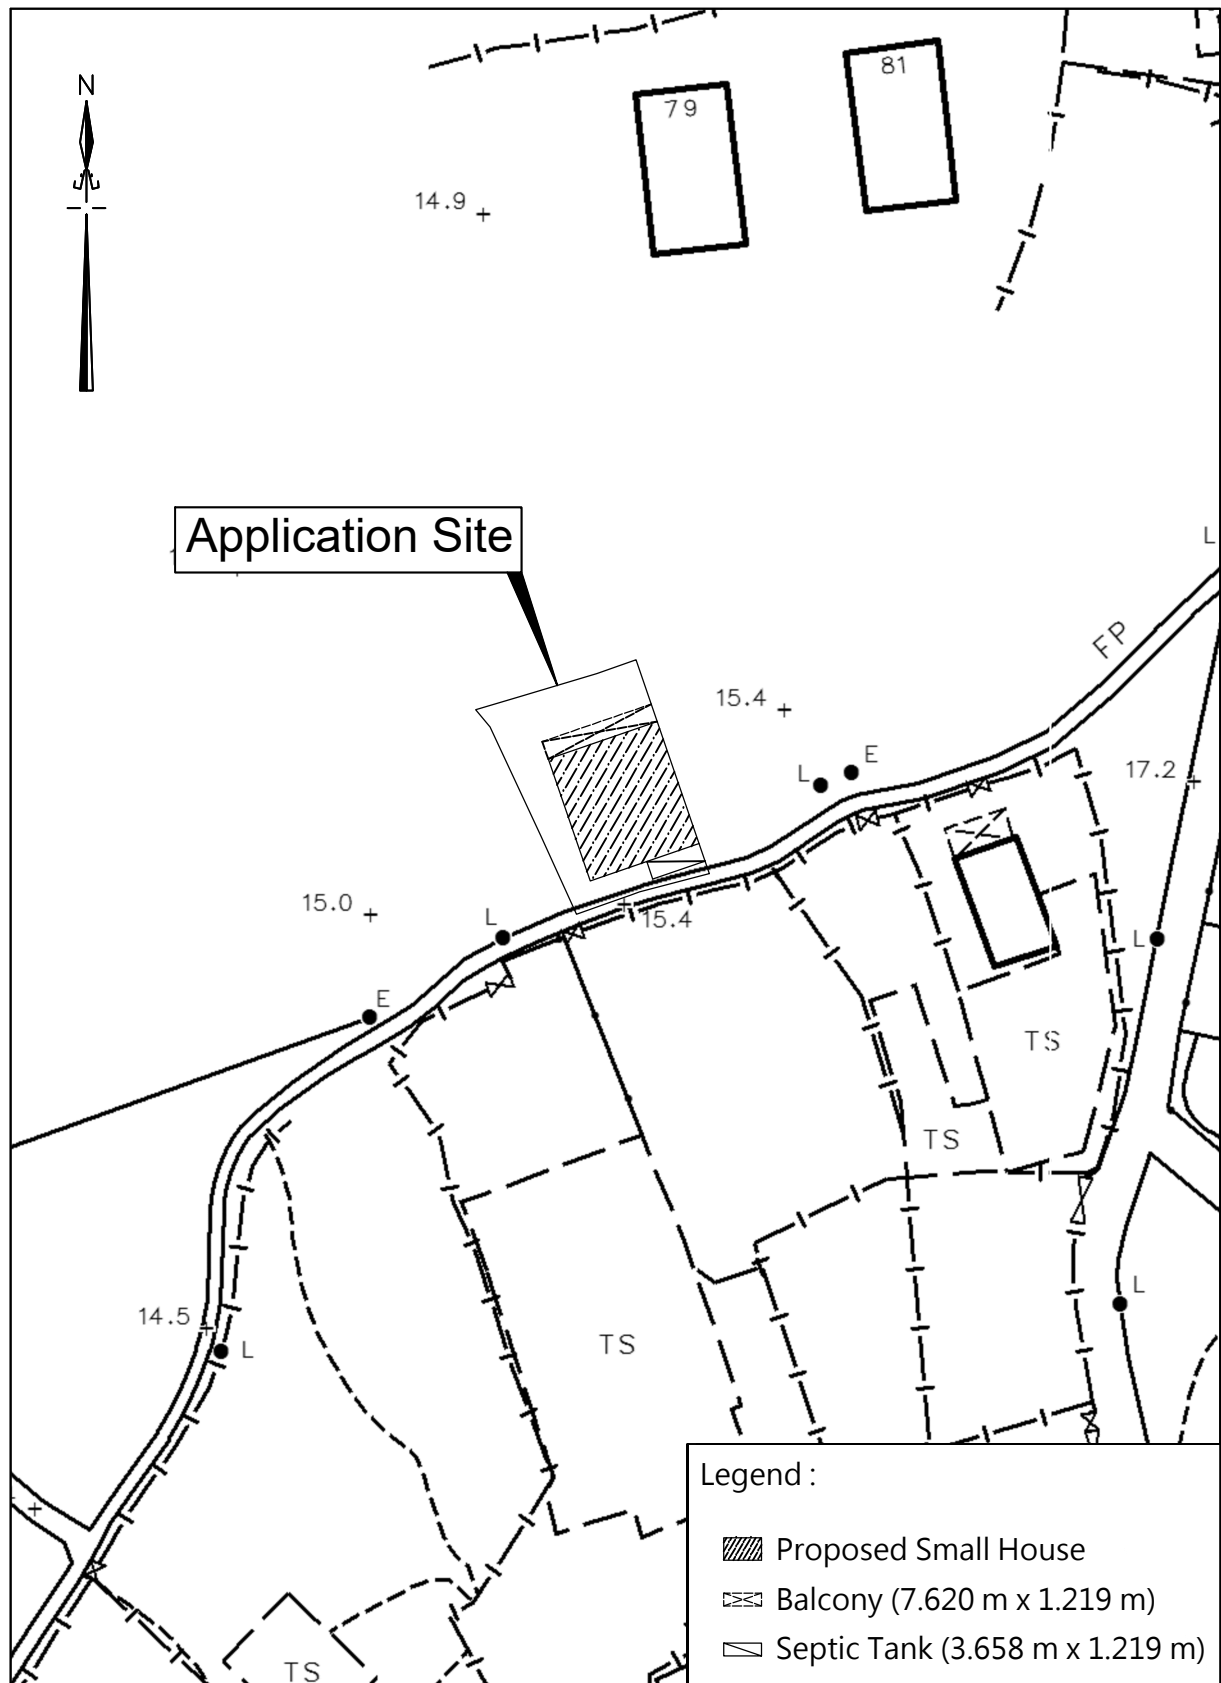 81
79
N
14.9
L
Application Site
FP
15.4
E
L
17.2
15.0
L
15.4
L
E
TS
TS
L
14.5
L
TS
Legend :
Proposed Small House
Balcony (7.620 m x 1.219 m)
Septic Tank (3.658 m x 1.219 m)
TS